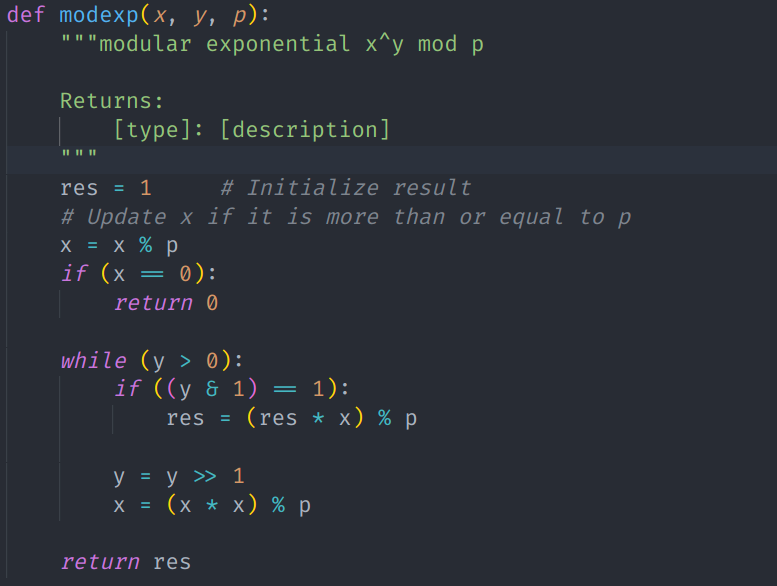 def modexp(x, y, p):
    """modular exponential x^y mod p

    Returns:
        [type]: [description]
    """
    res = 1     # Initialize result
    # Update x if it is more than or equal to p
    x = x % p
    if (x == 0):
        return 0

    while (y > 0):
        if ((y & 1) == 1):
            res = (res * x) % p

        y = y >> 1
        x = (x * x) % p

    return res